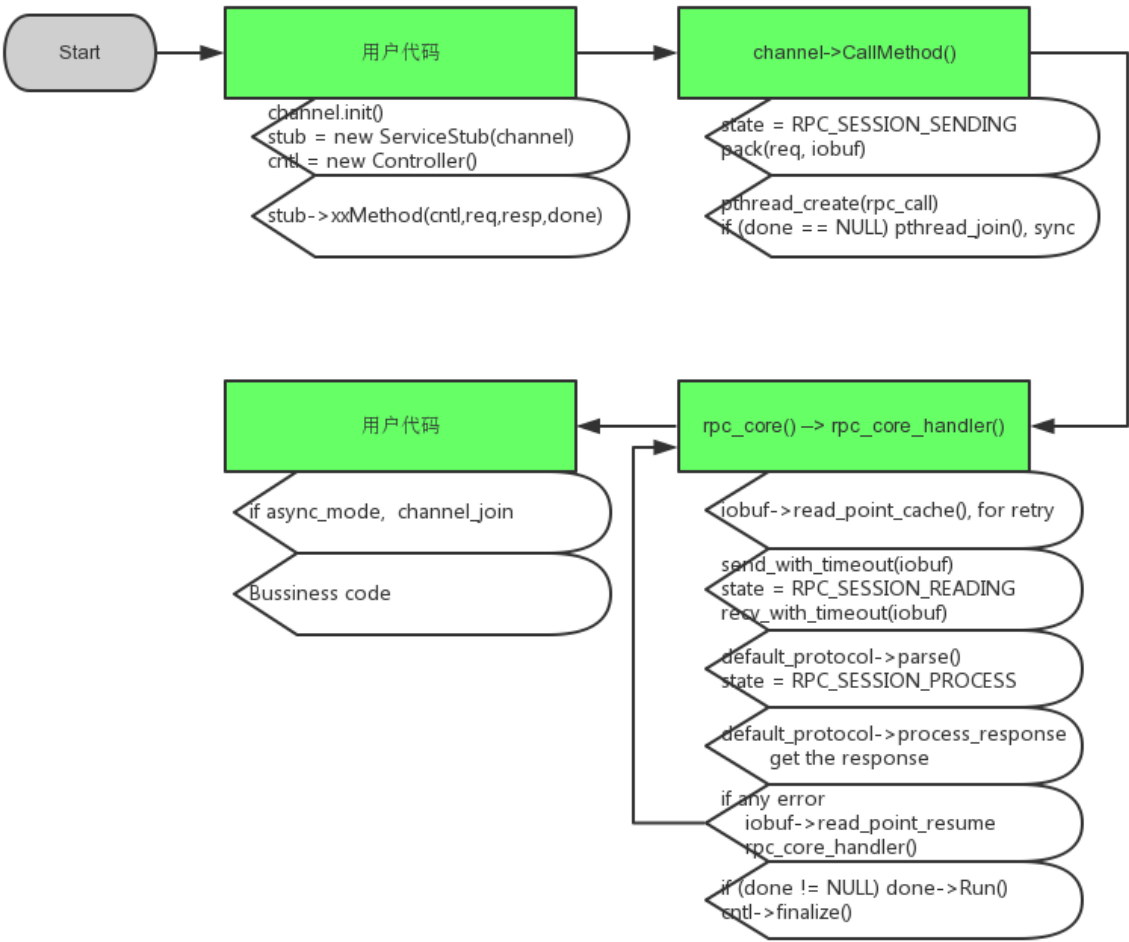 Start
用户代码
channel.init()
stub = new ServiceStub(channel)
cntl = new Controller()
stub->xxMethod(cntl,req,resp,done)
channel->CallMethod()
state = RPC_SESSION_SENDING
pack(req, iobuf)
pthread_create(rpc_call)
if (done == NULL) pthread_join(), sync
rpc_core() –> rpc_core_handler()
iobuf->read_point_cache(), for retry
send_with_timeout(iobuf)
state = RPC_SESSION_READING
recv_with_timeout(iobuf)
default_protocol->parse()
state = RPC_SESSION_PROCESS
default_protocol->process_response
get the response
if any error
iobuf->read_point_resume
rpc_core_handler()
if (done != NULL) done->Run()
cntl->finalize()
用户代码
if async_mode, channel_join
Bussiness code